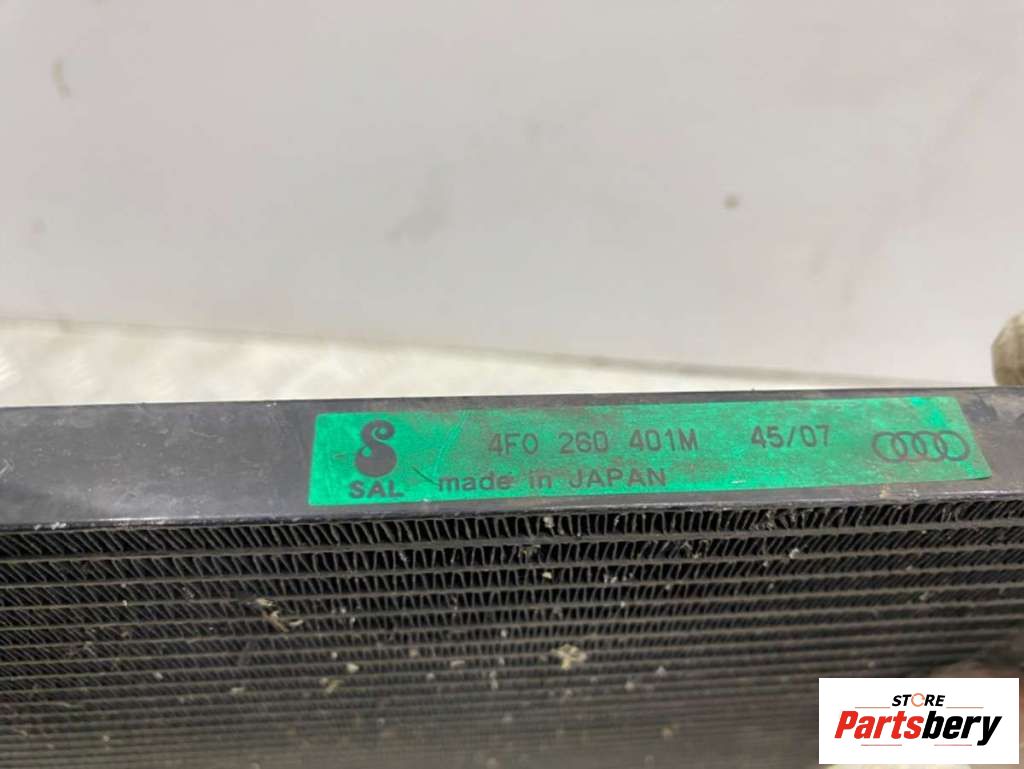 4F0 260 401M 45/07
SAL made in JAPAN
STORE
Partsbery